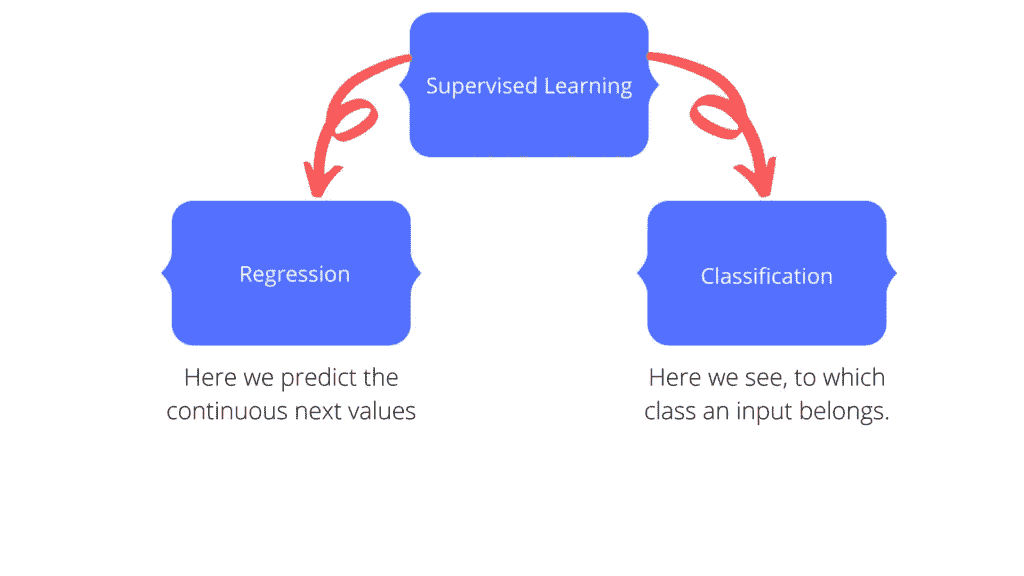 Supervised Learning
Regression
Classification
Here we predict the
continuous next values
Here we see, to which
class an input belongs.